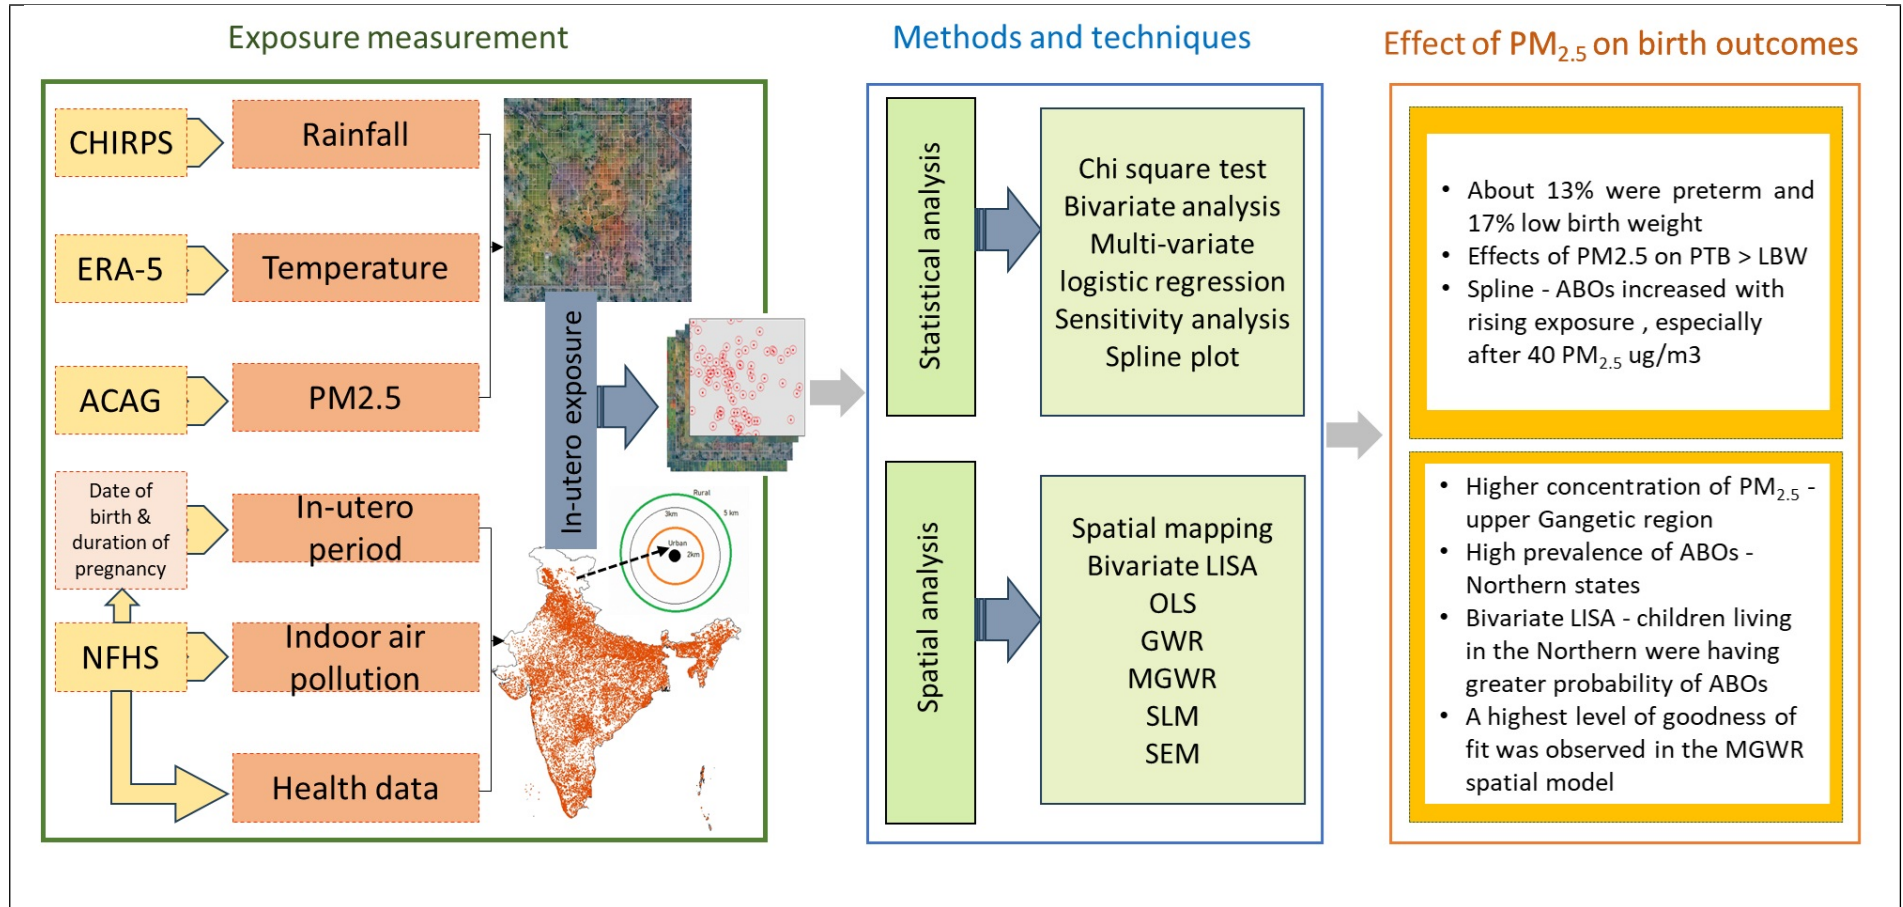 Exposure measurement
CHIRPS
Rainfall
ERA-5
Temperature
ACAG
PM2.5
Date of
birth &
duration of
pregnancy
In-utero
period
NFHS
Indoor air
pollution
Health data
In-utero exposure
Rural
5 km
3km
Urban
2km
Methods and techniques
Statistical analysis
Chi square test
Bivariate analysis
Multi-variate
logistic regression
Sensitivity analysis
Spline plot
Spatial analysis
Spatial mapping
Bivariate LISA
OLS
GWR
MGWR
SLM
SEM
Effect of PM2.5 on birth outcomes
• About 13% were preterm and
17% low birth weight
• Effects of PM2.5 on PTB > LBW
• Spline - ABOs increased with
rising exposure , especially
after 40 PM2.5 ug/m3
• Higher concentration of PM2.5 -
upper Gangetic region
• High prevalence of ABOs -
Northern states
• Bivariate LISA - children living
in the Northern were having
greater probability of ABOs
• A highest level of goodness of
fit was observed in the MGWR
spatial model